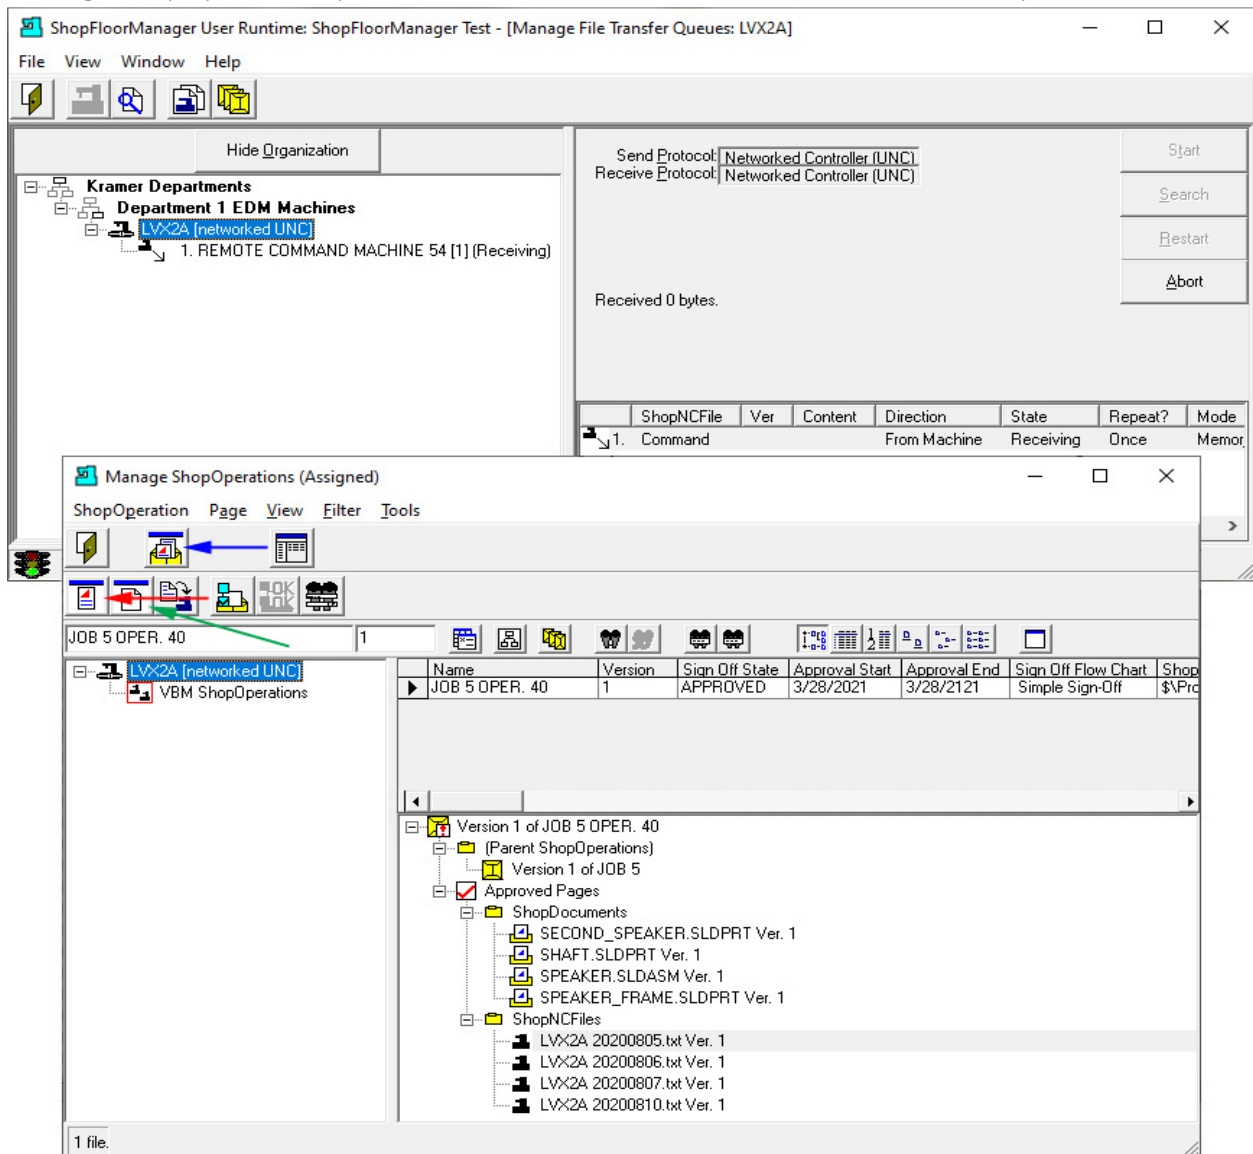 ShopFloorManager User Runtime: ShopFloorManager Test - [Manage File Transfer Queues: LVX2A]
File View Window Help
Hide Organization
Kramer Departments
Department 1 EDM Machines
LVX2A [networked UNC]
1. REMOTE COMMAND MACHINE 54 [1] (Receiving)
Send Protocol: Networked Controller (UNC)
Receive Protocol: Networked Controller (UNC)
Received 0 bytes.
Start
Search
Restart
Abort
ShopNCFile Ver Content Direction State Repeat? Mode
1. Command From Machine Receiving Once Memor
Manage ShopOperations (Assigned)
ShopOperation Page View Filter Tools
JOB 5 OPER. 40 1
LVX2A [networked UNC]
VBM ShopOperations
Name Version Sign Off State Approval Start Approval End Sign Off Flow Chart Shop
JOB 5 OPER. 40 1 APPROVED 3/28/2021 3/28/2121 Simple Sign-Off $\Pro
Version 1 of JOB 5 OPER. 40
(Parent ShopOperations)
Version 1 of JOB 5
Approved Pages
ShopDocuments
SECOND_SPEAKER.SLDPRT Ver. 1
SHAFT.SLDPRT Ver. 1
SPEAKER.SLDASM Ver. 1
SPEAKER_FRAME.SLDPRT Ver. 1
ShopNCFiles
LVX2A 20200805.txt Ver. 1
LVX2A 20200806.txt Ver. 1
LVX2A 20200807.txt Ver. 1
LVX2A 20200810.txt Ver. 1
1 file.